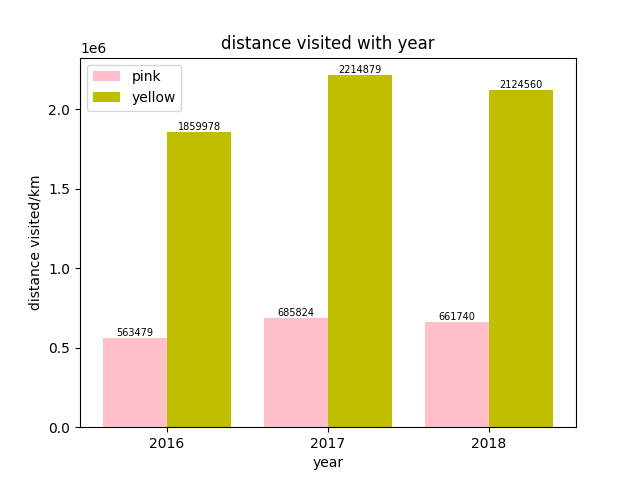 distance visited with year
1e6
pink
yellow
2214879
2124560
1859978
685824
661740
563479
2.0
1.5
1.0
0.5
0.0
distance visited/km
2016
2017
2018
year